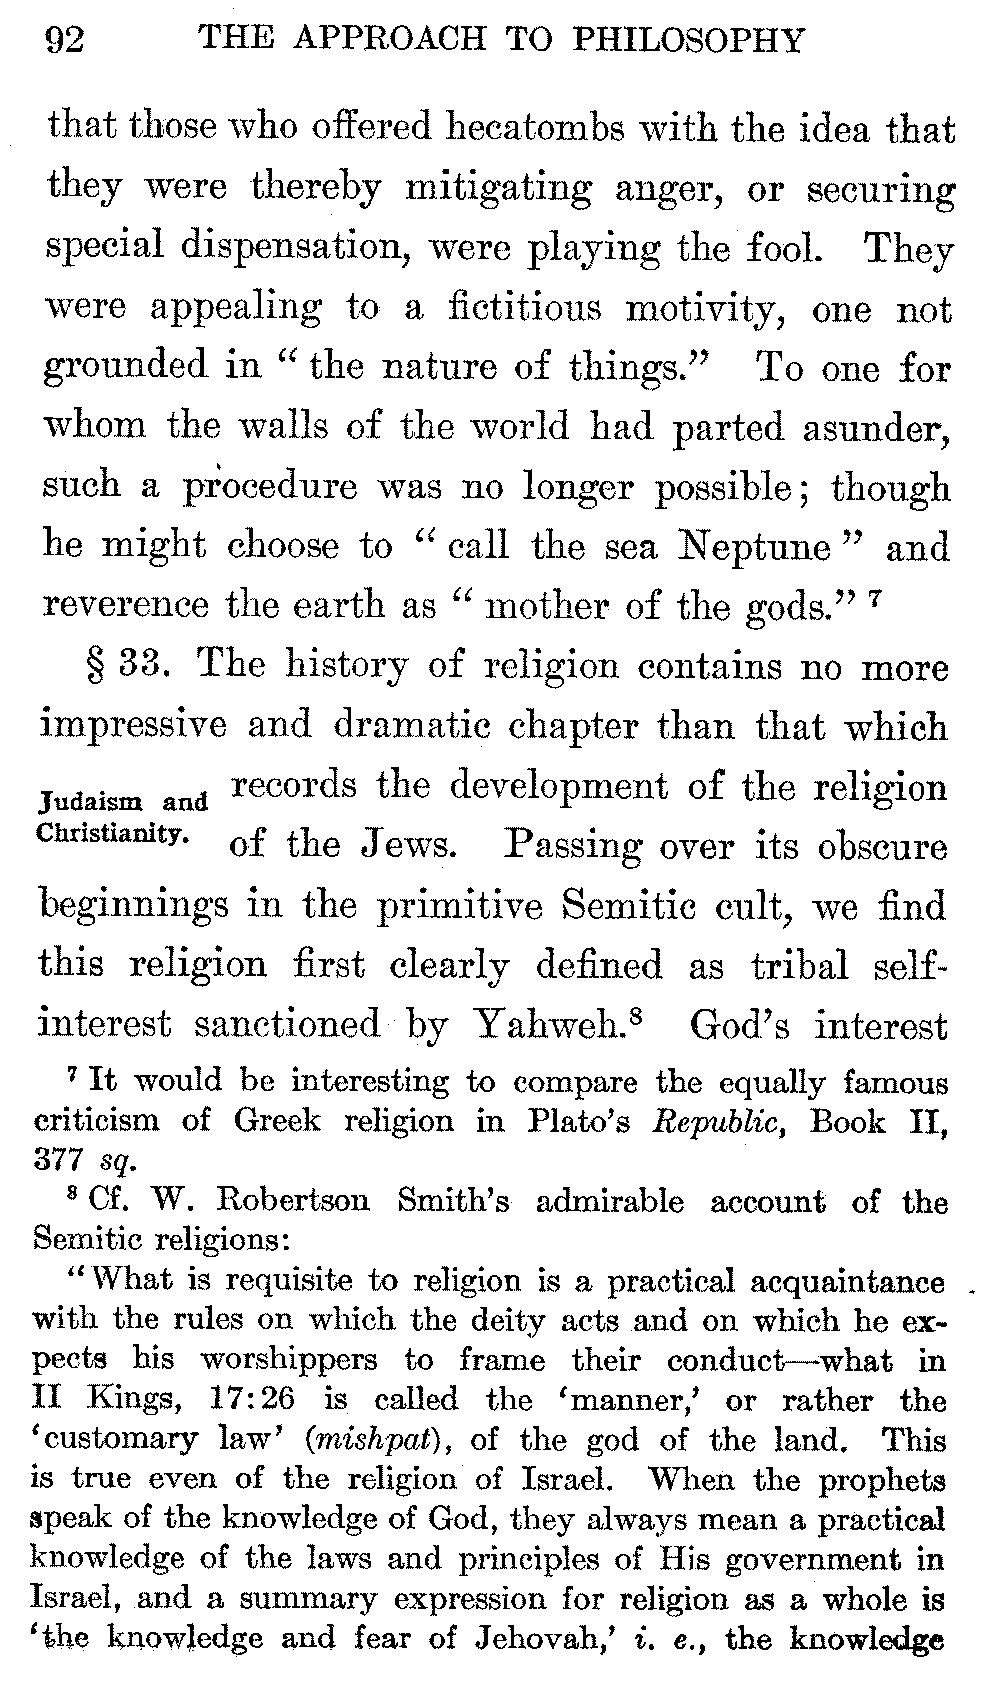 92 THE APPROACH TO PHILOSOPHY
that those who offered hecatombs with the idea that
they were thereby mitigating anger, or securing
special dispensation, were playing the fool. They
were appealing to a fictitious motivity, one not
grounded in “ the nature of things.” To one for
whom the walls of the world had parted asunder,
such a procedure was no longer possible; though
he might choose to “ call the sea Neptune ” and
reverence the earth as “ mother of the gods.” ⁷
§ 33. The history of religion contains no more
impressive and dramatic chapter than that which
Judaism and
Christianity.
records the development of the religion
of the Jews. Passing over its obscure
beginnings in the primitive Semitic cult, we find
this religion first clearly defined as tribal self-
interest sanctioned by Yahweh.⁸ God’s interest
⁷ It would be interesting to compare the equally famous
criticism of Greek religion in Plato’s Republic, Book II,
377 sq.
⁸ Cf. W. Robertson Smith’s admirable account of the
Semitic religions:
“What is requisite to religion is a practical acquaintance
with the rules on which the deity acts and on which he ex-
pects his worshippers to frame their conduct—what in
II Kings, 17:26 is called the ‘manner,’ or rather the
‘customary law’ (mishpat), of the god of the land. This
is true even of the religion of Israel. When the prophets
speak of the knowledge of God, they always mean a practical
knowledge of the laws and principles of His government in
Israel, and a summary expression for religion as a whole is
‘the knowledge and fear of Jehovah,’ i. e., the knowledge